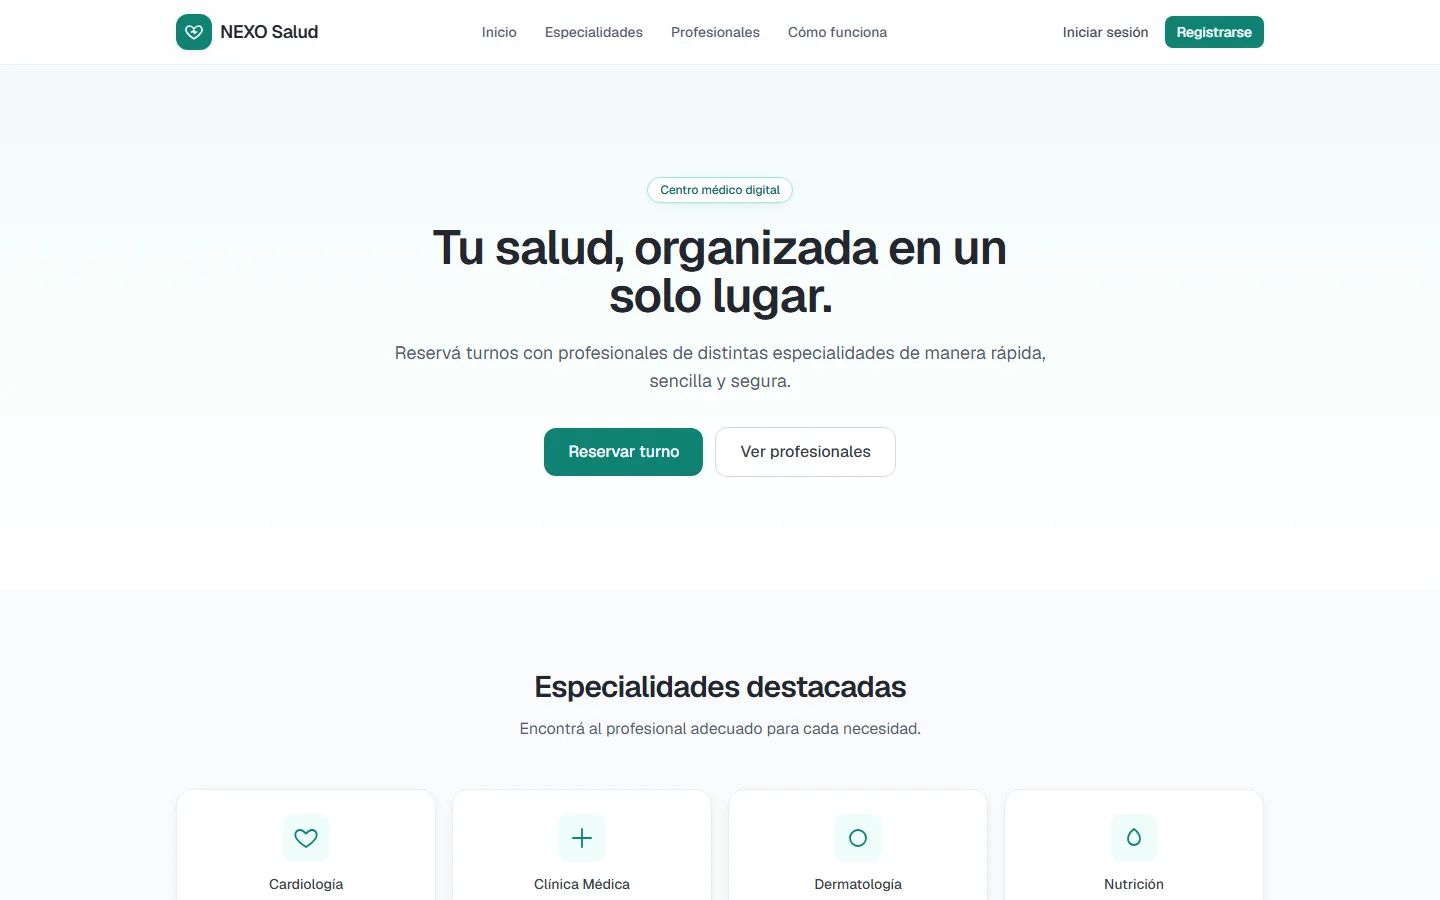 NEXO Salud
Inicio
Especialidades
Profesionales
Cómo funciona
Iniciar sesión
Registrarse
Centro médico digital
Tu salud, organizada en un
solo lugar.
Reservá turnos con profesionales de distintas especialidades de manera rápida,
sencilla y segura.
Reservar turno
Ver profesionales
Especialidades destacadas
Encontrá al profesional adecuado para cada necesidad.
Cardiología
Clínica Médica
Dermatología
Nutrición